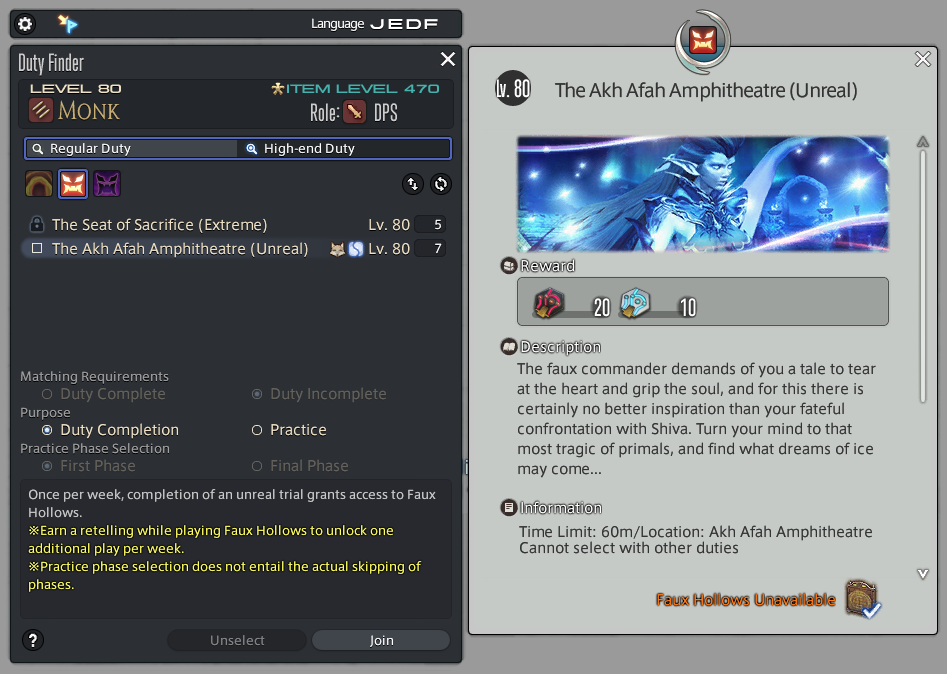 Language JEDF
Duty Finder
LEVEL 80
ITEM LEVEL 470
MONK
Role: DPS
Regular Duty
High-end Duty
The Seat of Sacrifice (Extreme) Lv. 80 5
The Akh Afah Amphitheatre (Unreal) Lv. 80 7
Matching Requirements
Duty Complete Duty Incomplete
Purpose
Duty Completion Practice
Practice Phase Selection
First Phase Final Phase
Once per week, completion of an unreal trial grants access to Faux
Hollows.
※Earn a retelling while playing Faux Hollows to unlock one
additional play per week.
※Practice phase selection does not entail the actual skipping of
phases.
?
Unselect
Join
Lv. 80
The Akh Afah Amphitheatre (Unreal)
Reward
20 10
Description
The faux commander demands of you a tale to tear
at the heart and grip the soul, and for this there is
certainly no better inspiration than your fateful
confrontation with Shiva. Turn your mind to that
most tragic of primals, and find what dreams of ice
may come...
Information
Time Limit: 60m/Location: Akh Afah Amphitheatre
Cannot select with other duties
Faux Hollows Unavailable